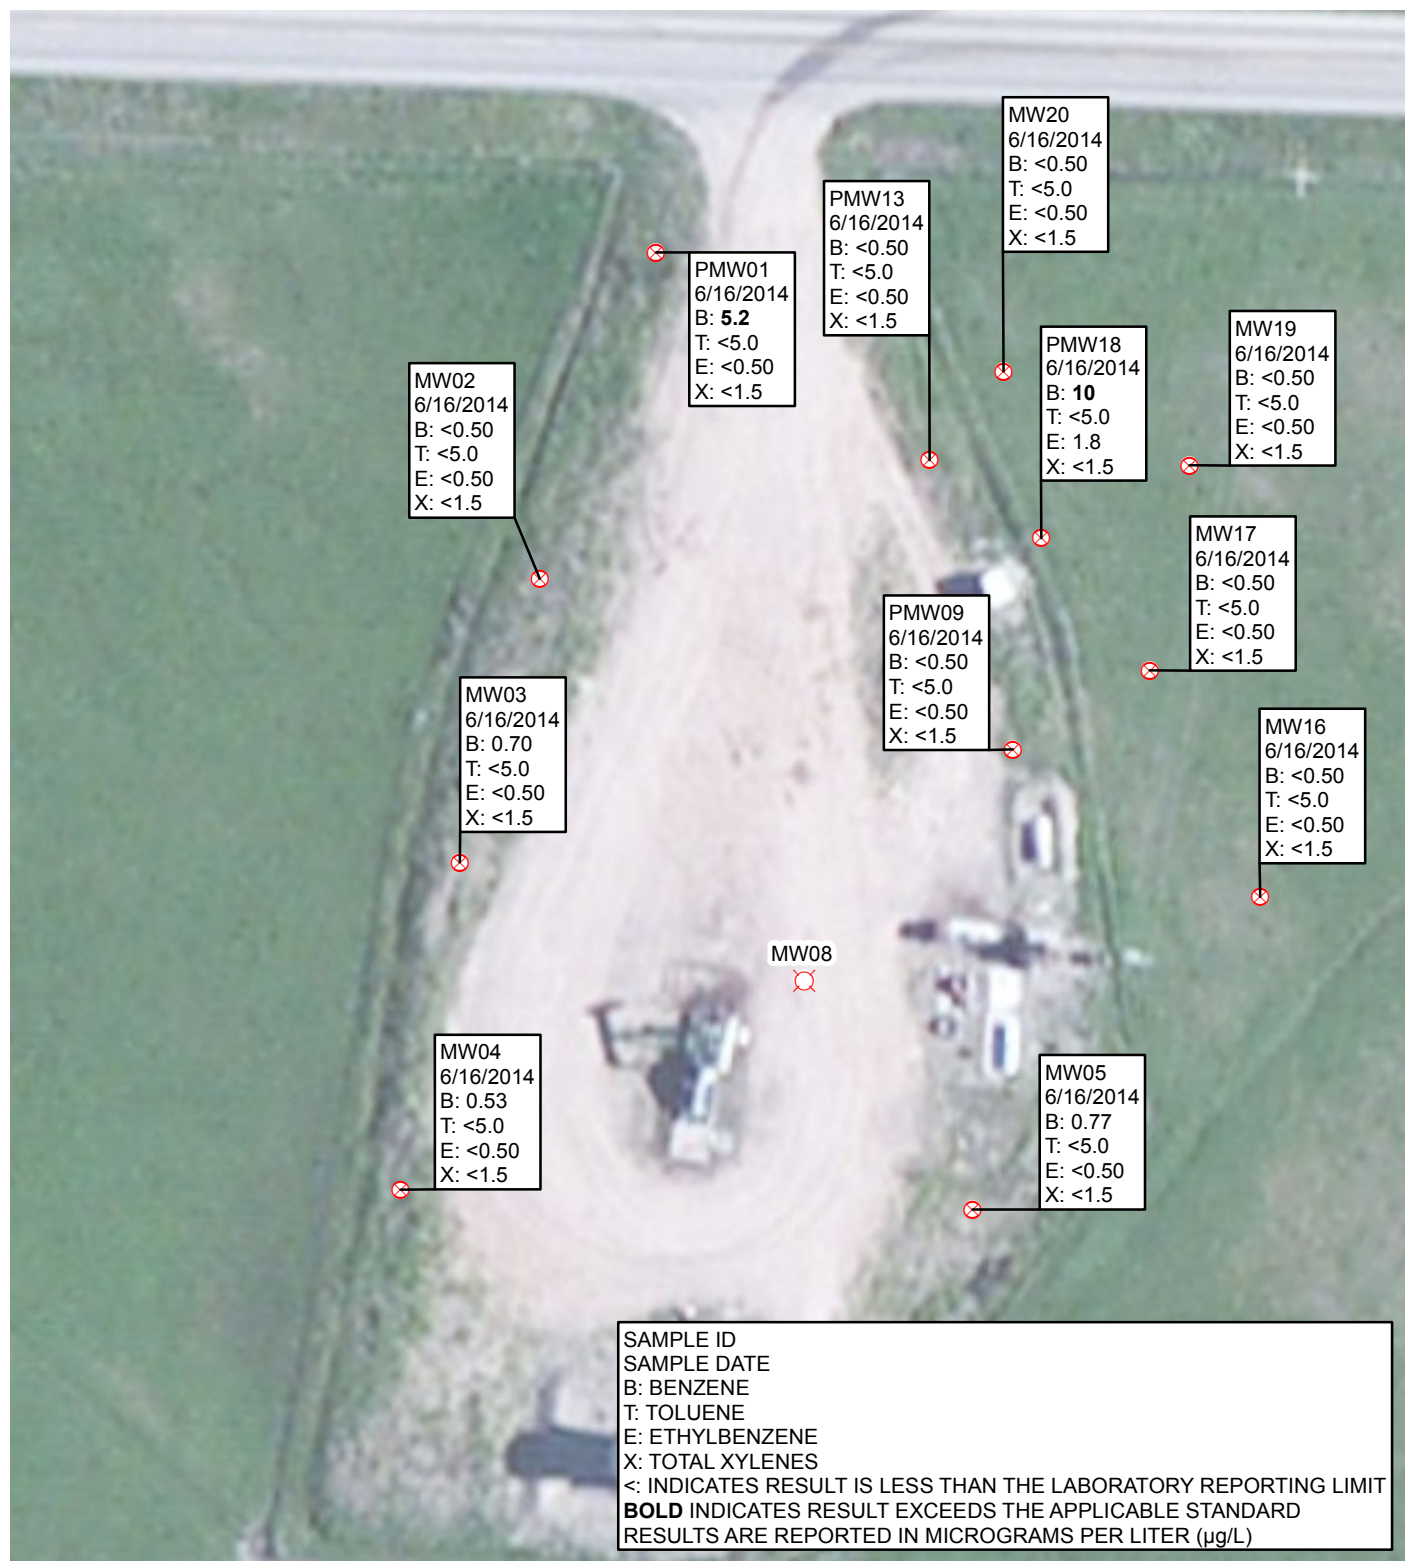 MW20
6/16/2014
B: <0.50
T: <5.0
E: <0.50
X: <1.5
PMW13
6/16/2014
B: <0.50
T: <5.0
E: <0.50
X: <1.5
PMW01
6/16/2014
B: 5.2
T: <5.0
E: <0.50
X: <1.5
MW19
6/16/2014
B: <0.50
T: <5.0
E: <0.50
X: <1.5
PMW18
6/16/2014
B: 10
T: <5.0
E: 1.8
X: <1.5
MW02
6/16/2014
B: <0.50
T: <5.0
E: <0.50
X: <1.5
MW17
6/16/2014
B: <0.50
T: <5.0
E: <0.50
X: <1.5
PMW09
6/16/2014
B: <0.50
T: <5.0
E: <0.50
X: <1.5
MW03
6/16/2014
B: 0.70
T: <5.0
E: <0.50
X: <1.5
MW16
6/16/2014
B: <0.50
T: <5.0
E: <0.50
X: <1.5
MW08
MW04
6/16/2014
B: 0.53
T: <5.0
E: <0.50
X: <1.5
MW05
6/16/2014
B: 0.77
T: <5.0
E: <0.50
X: <1.5
SAMPLE ID
SAMPLE DATE
B: BENZENE
T: TOLUENE
E: ETHYLBENZENE
X: TOTAL XYLENES
<: INDICATES RESULT IS LESS THAN THE LABORATORY REPORTING LIMIT
BOLD INDICATES RESULT EXCEEDS THE APPLICABLE STANDARD
RESULTS ARE REPORTED IN MICROGRAMS PER LITER (µg/L)